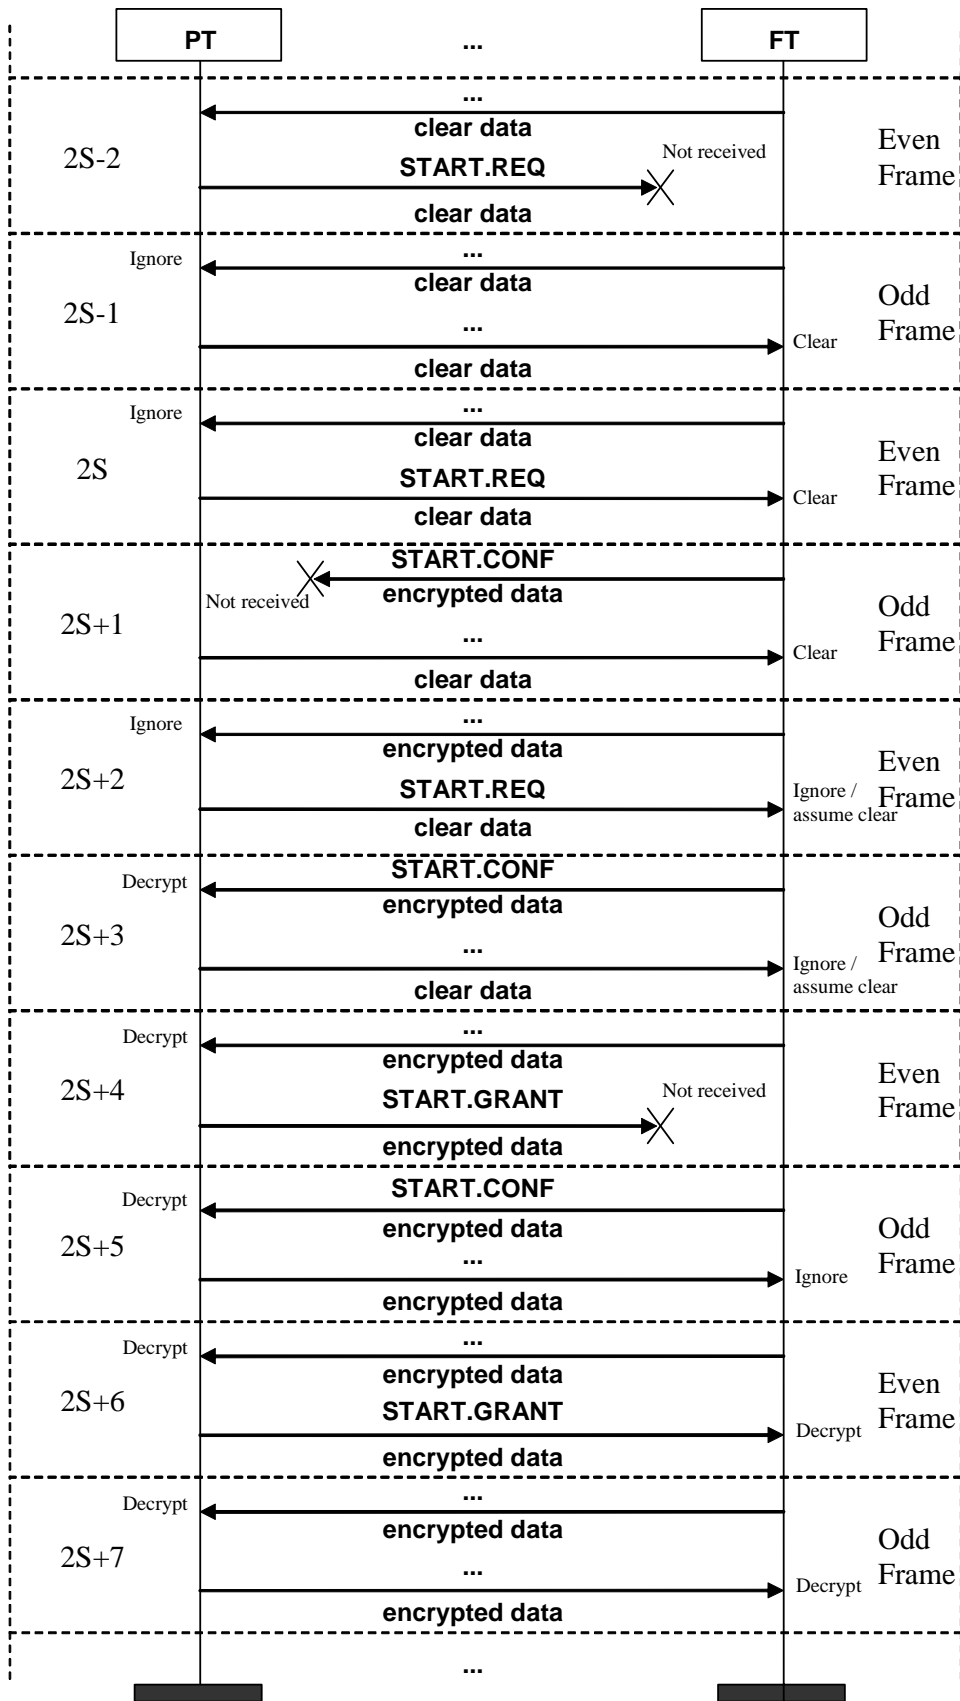 PT ... FT
...
clear data
2S-2
START.REQ
Not received
clear data
Even
Frame
Ignore
...
clear data
2S-1
...
Clear
clear data
Odd
Frame
Ignore
...
clear data
2S
START.REQ
Clear
clear data
Even
Frame
START.CONF
Not received
encrypted data
2S+1
...
Clear
clear data
Odd
Frame
Ignore
...
encrypted data
2S+2
START.REQ
Ignore /
assume clear
clear data
Even
Frame
START.CONF
Decrypt
encrypted data
2S+3
...
Ignore /
assume clear
clear data
Odd
Frame
Decrypt
...
encrypted data
2S+4
START.GRANT
Not received
encrypted data
Even
Frame
START.CONF
Decrypt
encrypted data
2S+5
...
Ignore
encrypted data
Odd
Frame
Decrypt
...
encrypted data
2S+6
START.GRANT
Decrypt
encrypted data
Even
Frame
Decrypt
...
encrypted data
2S+7
...
Decrypt
encrypted data
Odd
Frame
...